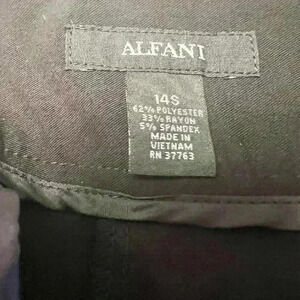 ALFANI
14S
62% POLYESTER
33% RAYON
5% SPANDEX
MADE IN
VIETNAM
RN 37763